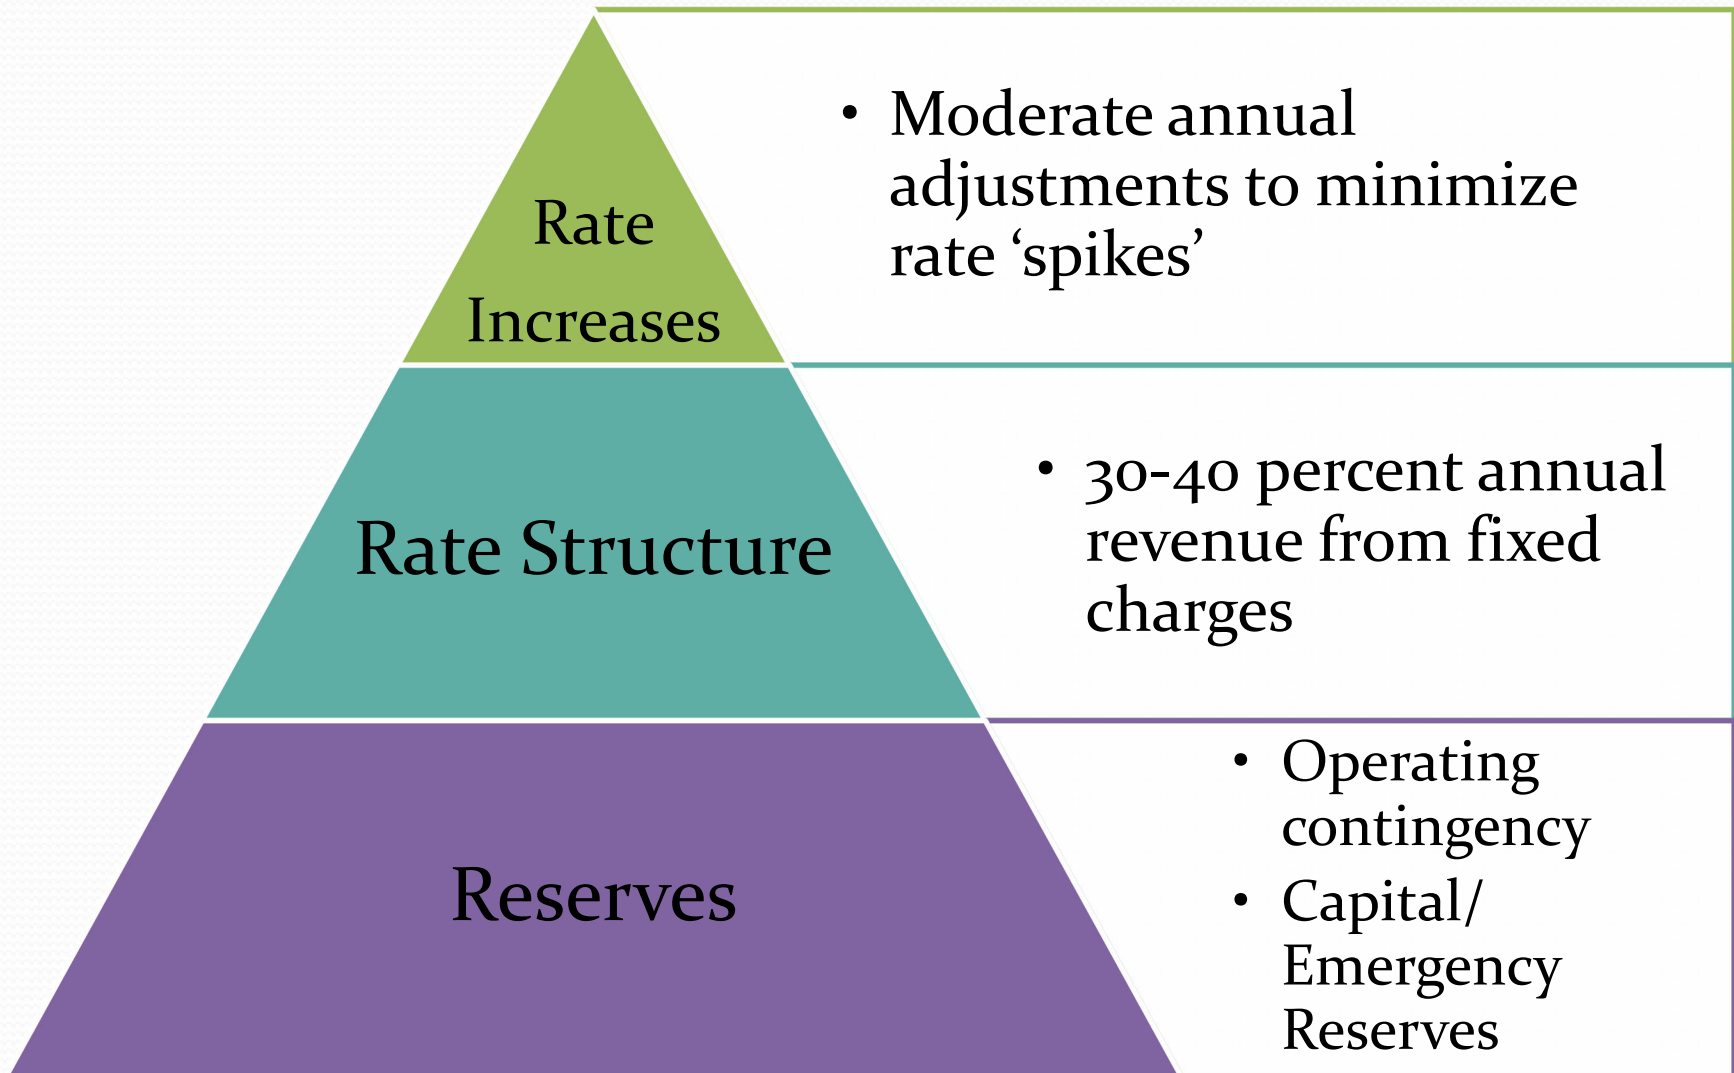 Rate
Increases
• Moderate annual
adjustments to minimize
rate ‘spikes’
Rate Structure
• 30-40 percent annual
revenue from fixed
charges
Reserves
• Operating
contingency
• Capital/
Emergency
Reserves